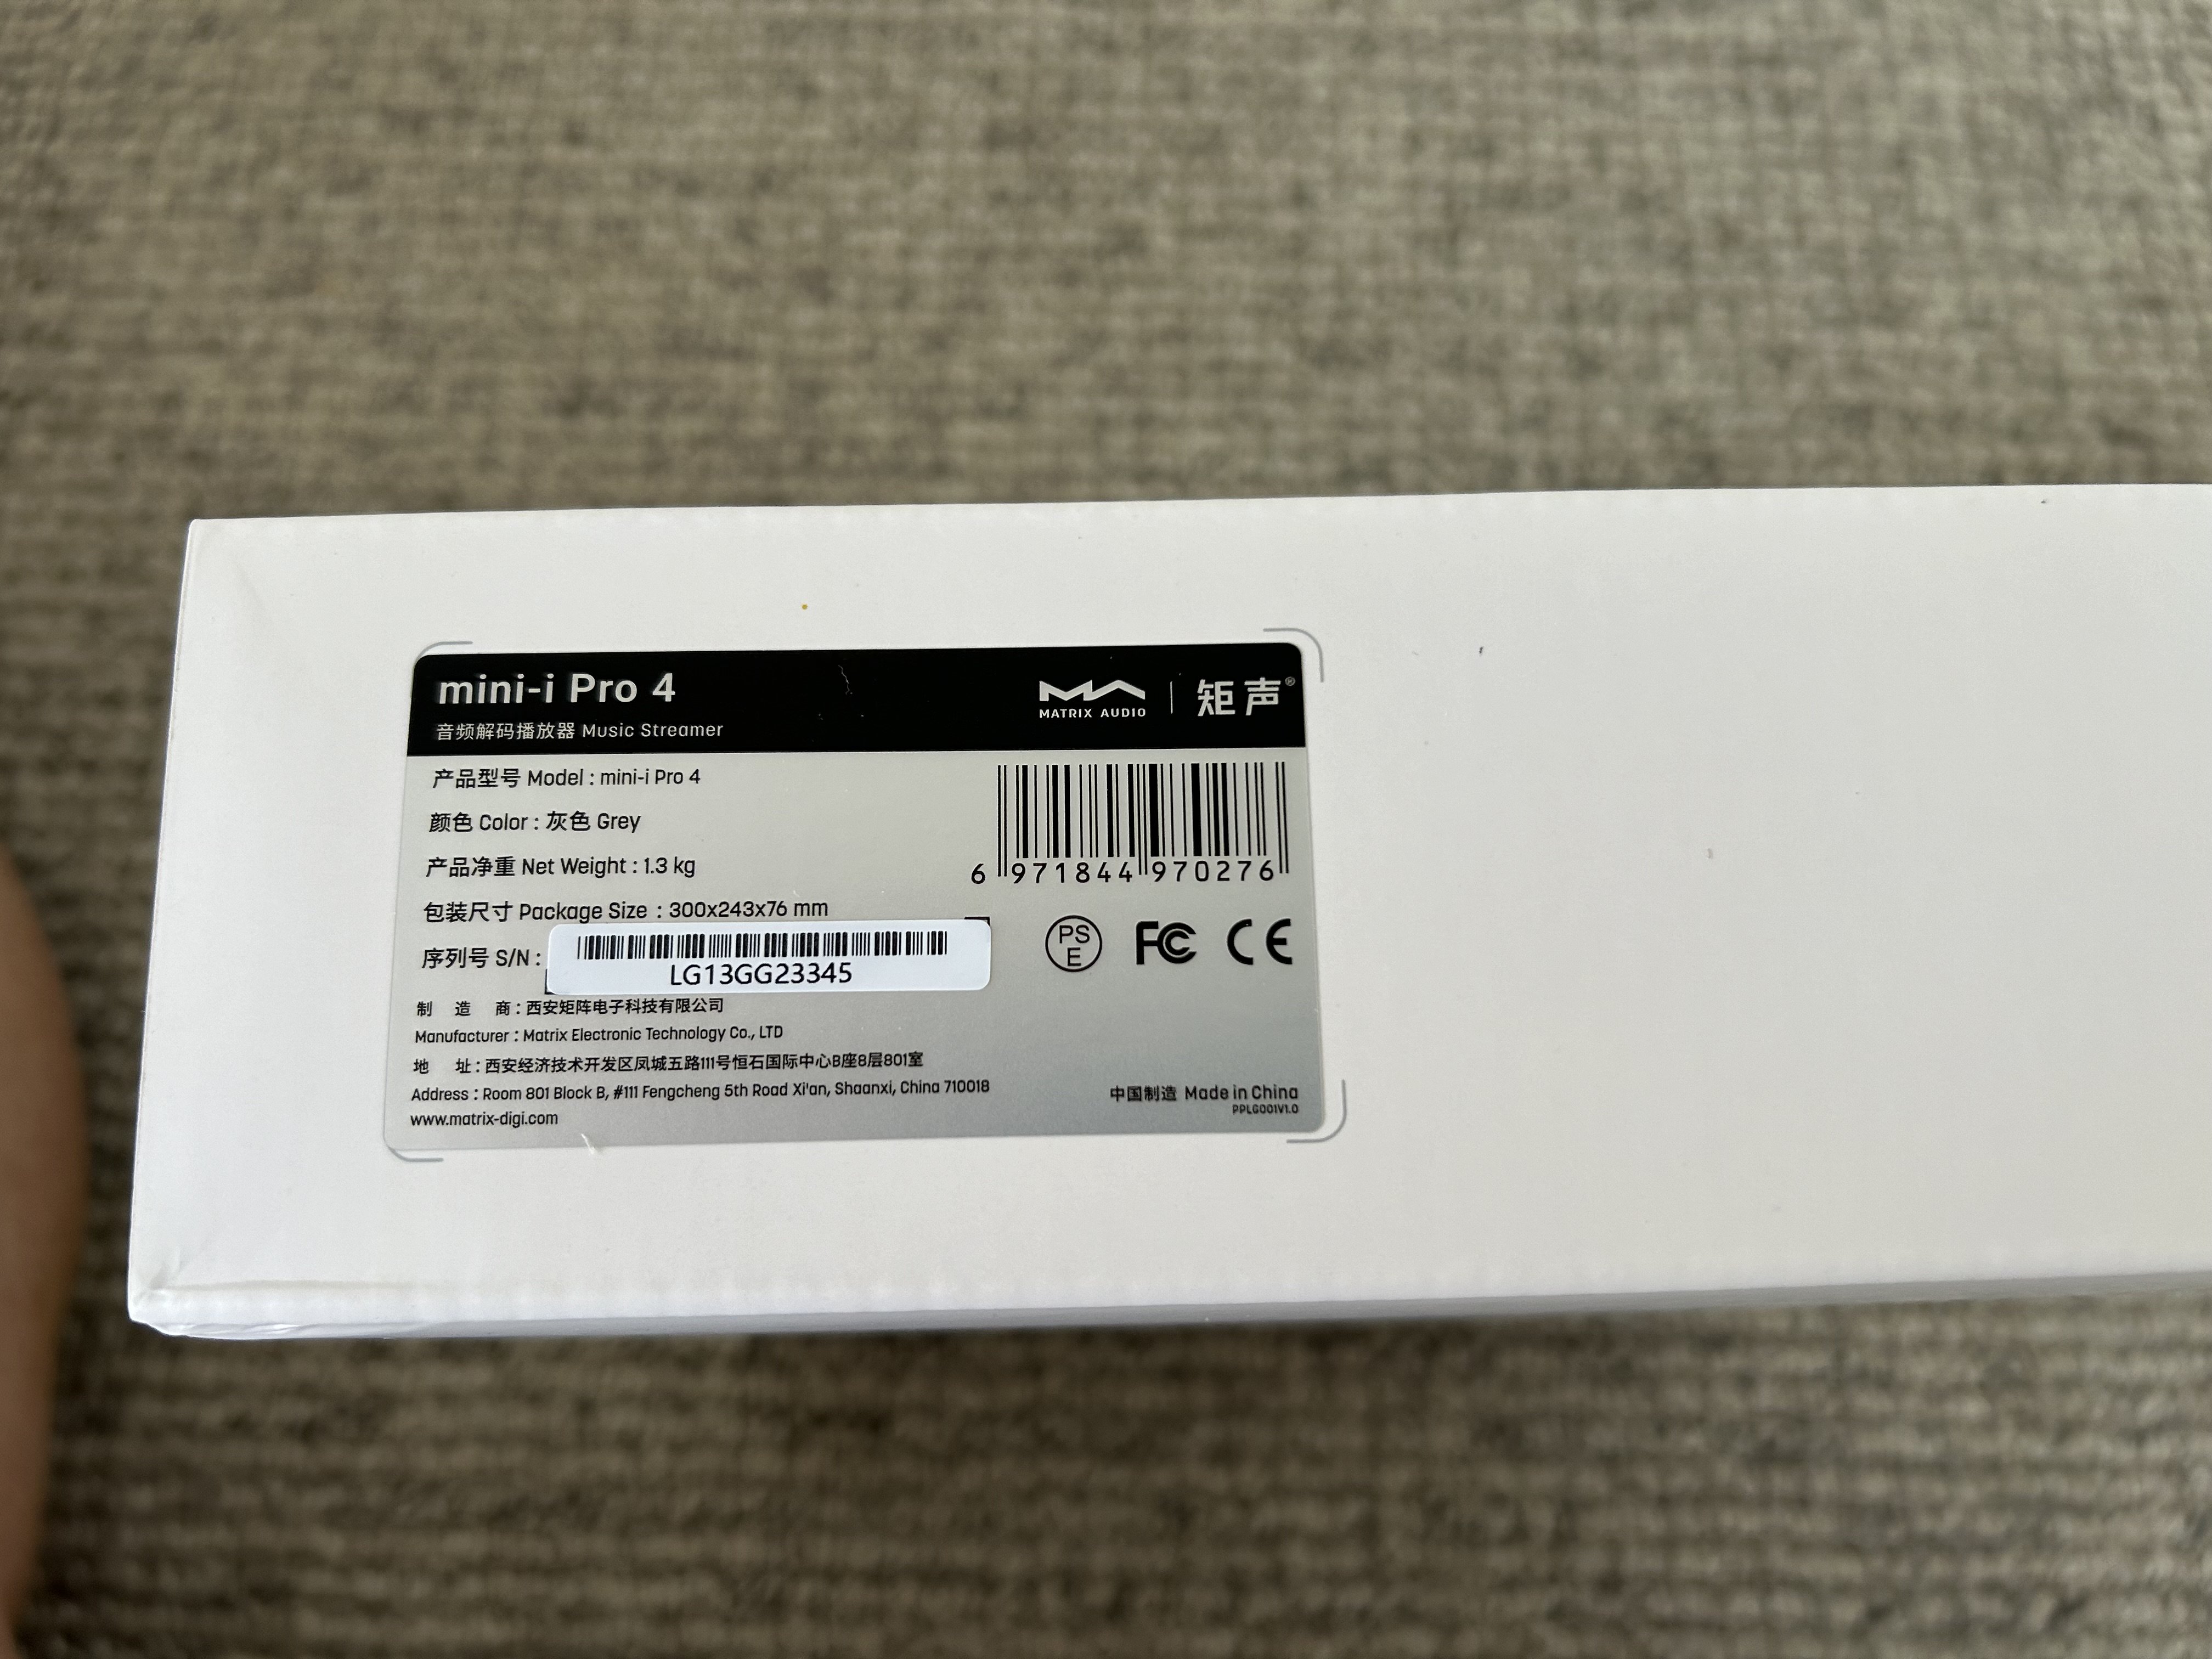 mini-i Pro 4
音频解码播放器 Music Streamer
MATRIX AUDIO 矩声®
产品型号 Model : mini-i Pro 4
颜色 Color : 灰色 Grey
产品净重 Net Weight : 1.3 kg
包装尺寸 Package Size : 300x243x76 mm
序列号 S/N :
LG13GG23345
6 971844 970276
PSE FC CE
制 造 商 : 西安矩阵电子科技有限公司
Manufacturer : Matrix Electronic Technology Co., LTD
地 址 : 西安经济技术开发区凤城五路111号恒石国际中心B座8层801室
Address : Room 801 Block B, #111 Fengcheng 5th Road Xi'an, Shaanxi, China 710018
www.matrix-digi.com
中国制造 Made in China
PPLG001V1.0